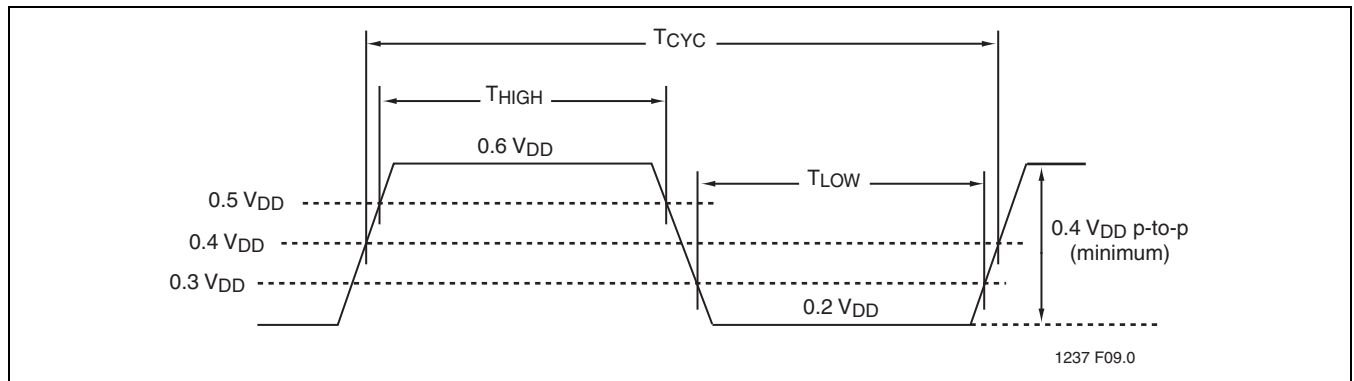 TCYC
THIGH
0.6 VDD
TLOW
0.5 VDD
0.4 VDD
0.4 VDD p-to-p
(minimum)
0.3 VDD
0.2 VDD
1237 F09.0